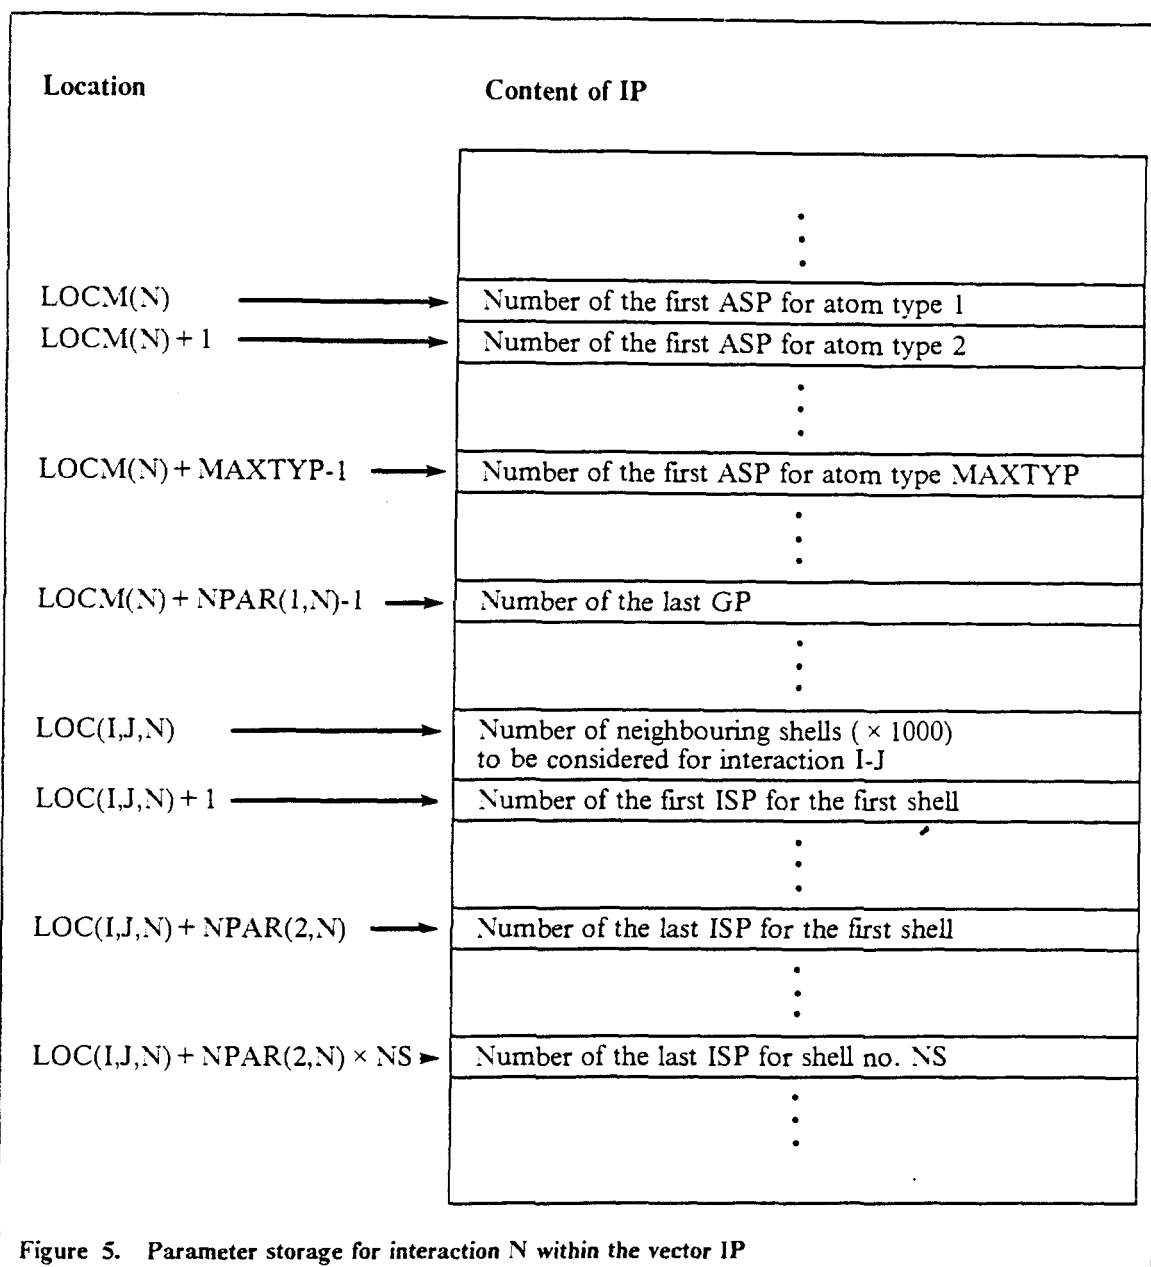 Location Content of IP
LOCM(N) Number of the first ASP for atom type 1
LOCM(N) + 1 Number of the first ASP for atom type 2
LOCM(N) + MAXTYP-1 Number of the first ASP for atom type MAXTYP
LOCM(N) + NPAR(1,N)-1 Number of the last GP
LOC(I,J,N) Number of neighbouring shells ( × 1000)
to be considered for interaction I-J
LOC(I,J,N) + 1 Number of the first ISP for the first shell
LOC(I,J,N) + NPAR(2,N) Number of the last ISP for the first shell
LOC(I,J,N) + NPAR(2,N) × NS Number of the last ISP for shell no. NS
Figure 5. Parameter storage for interaction N within the vector IP